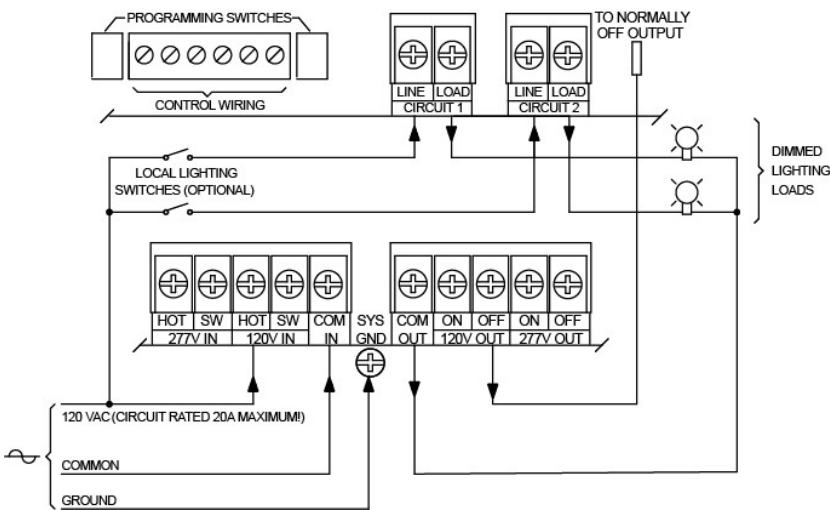 PROGRAMMING SWITCHES
TO NORMALLY
OFF OUTPUT
CONTROL WIRING
LINE LOAD
CIRCUIT 1
LINE LOAD
CIRCUIT 2
LOCAL LIGHTING
SWITCHES (OPTIONAL)
DIMMED
LIGHTING
LOADS
HOT SW HOT SW COM SYS COM ON OFF ON OFF
277V IN 120V IN IN GND OUT 120V OUT 277V OUT
120 VAC (CIRCUIT RATED 20A MAXIMUM!)
COMMON
GROUND